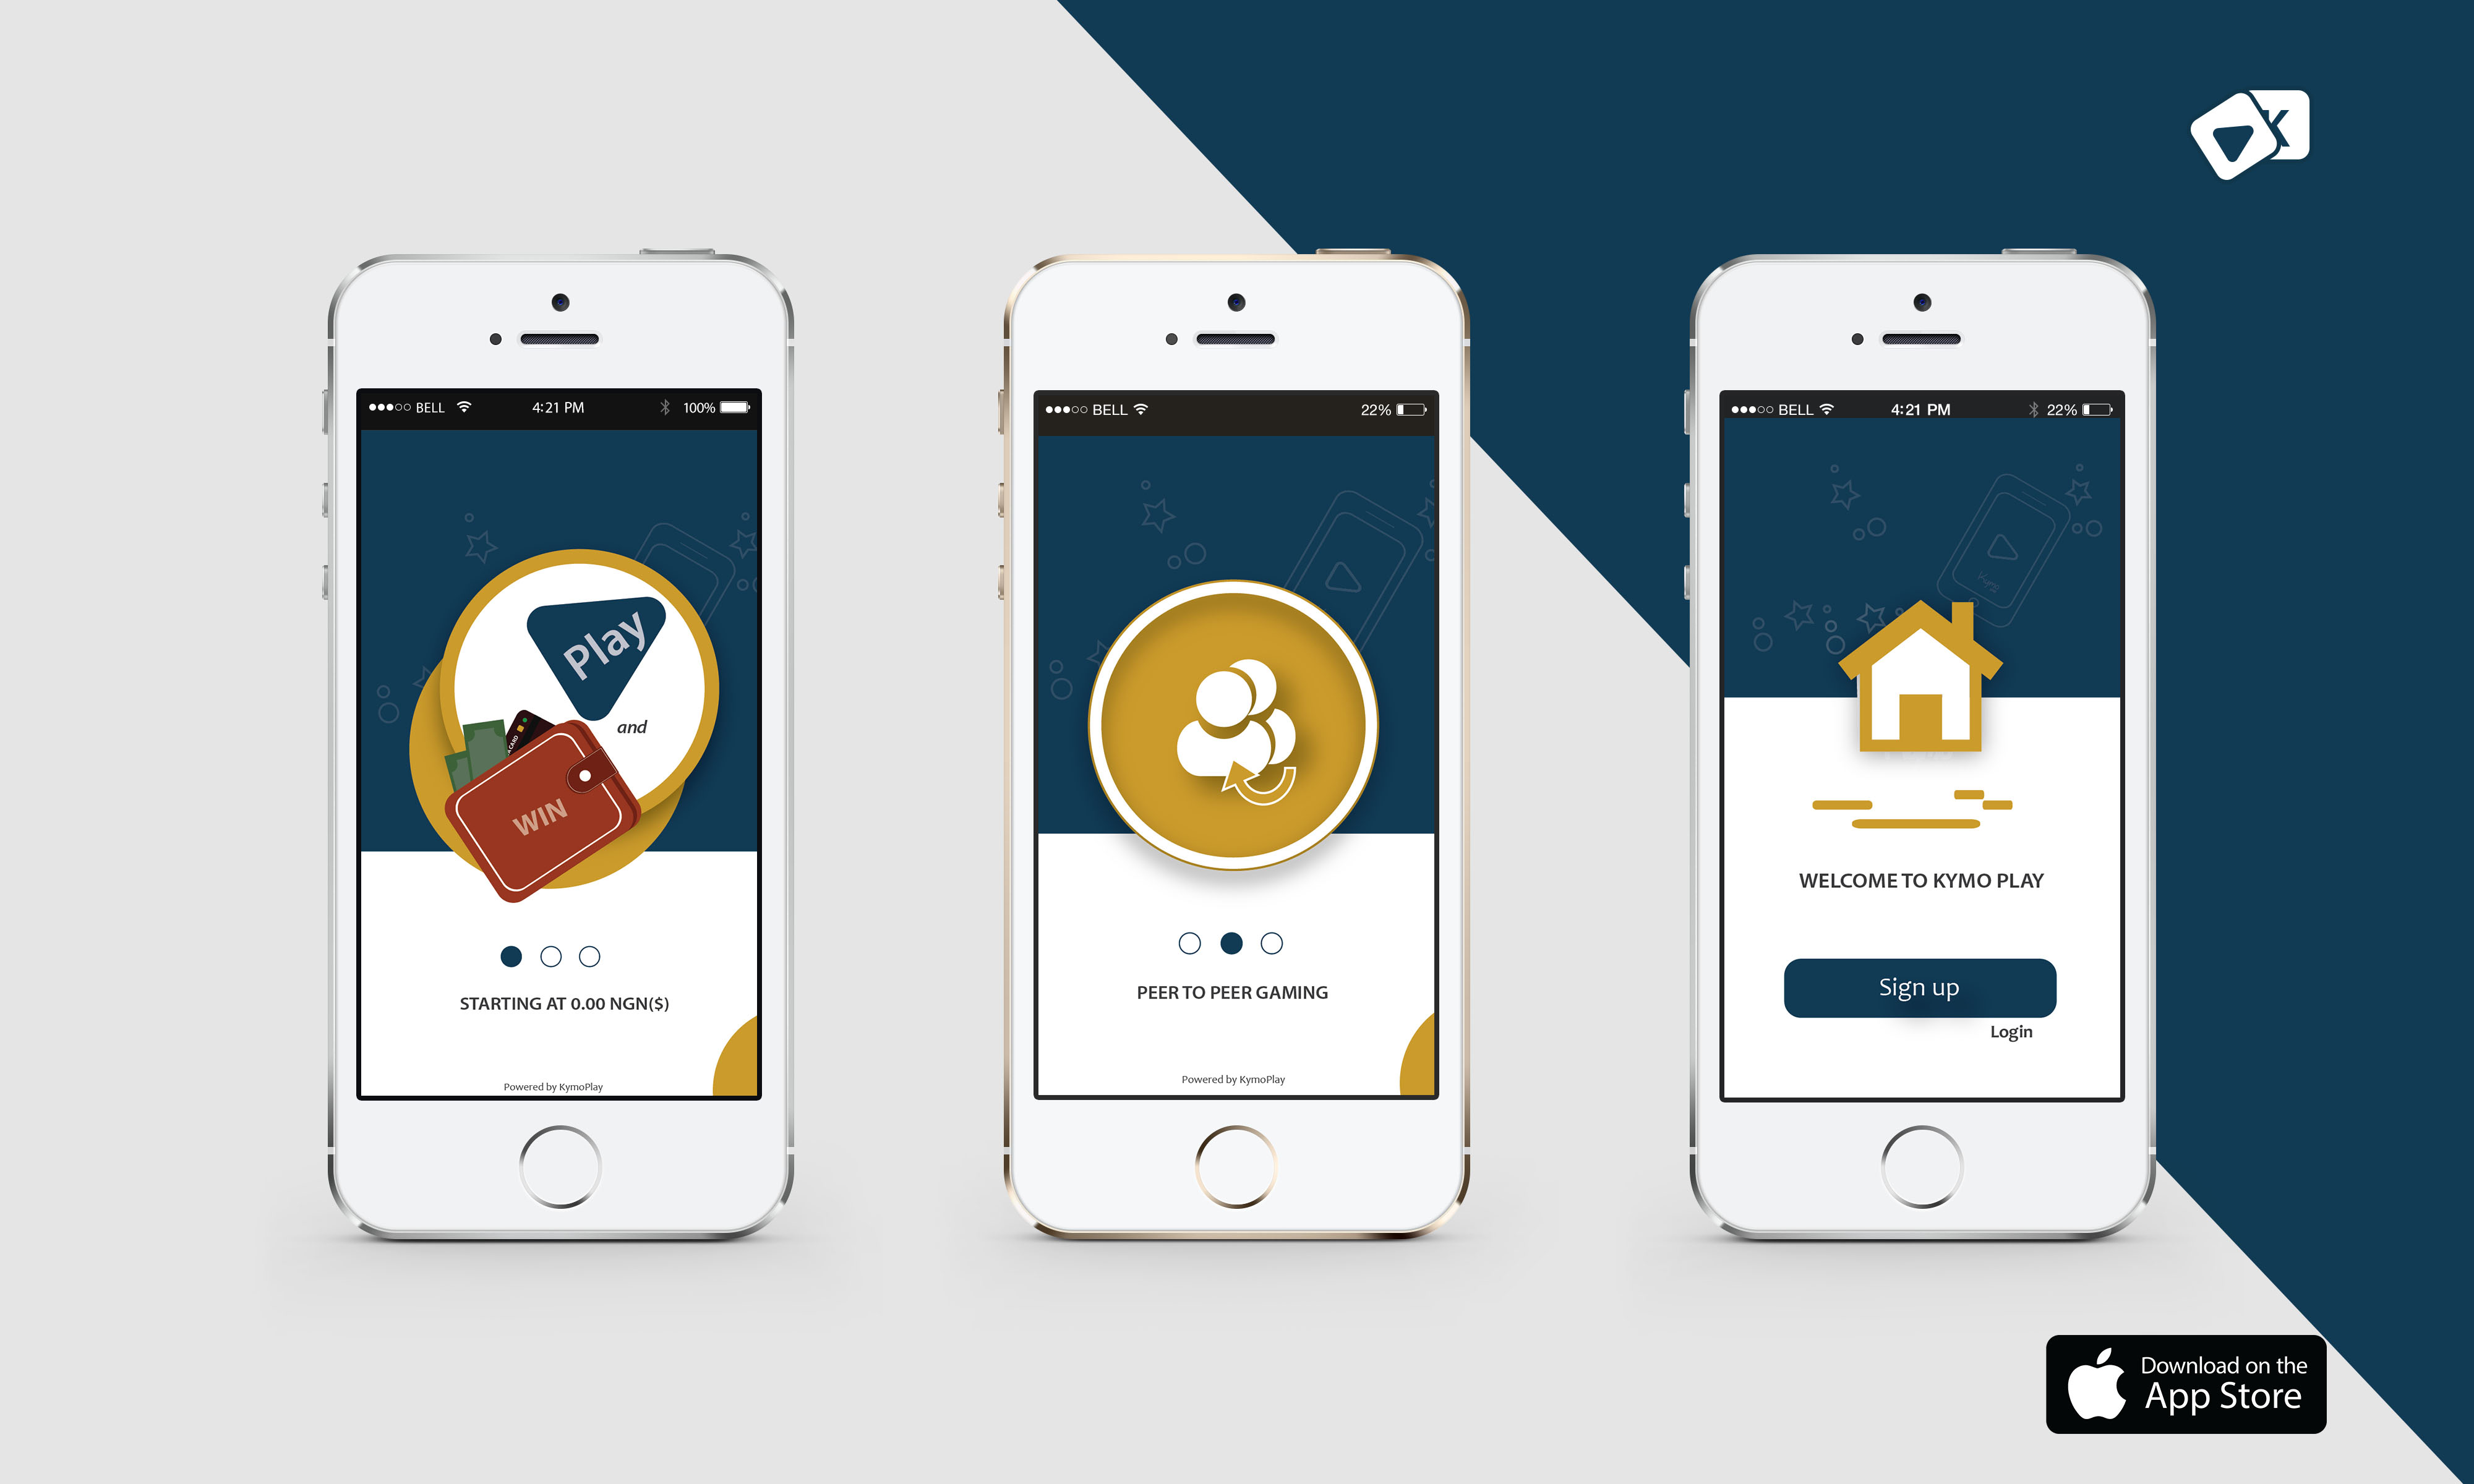 K
BELL 4:21 PM 100%
Play
and
CARD
WIN
STARTING AT 0.00 NGN($)
Powered by KymoPlay
BELL 22%
PEER TO PEER GAMING
Powered by KymoPlay
BELL 4:21 PM 22%
Kymo
WELCOME TO KYMO PLAY
Sign up
Login
Download on the
App Store